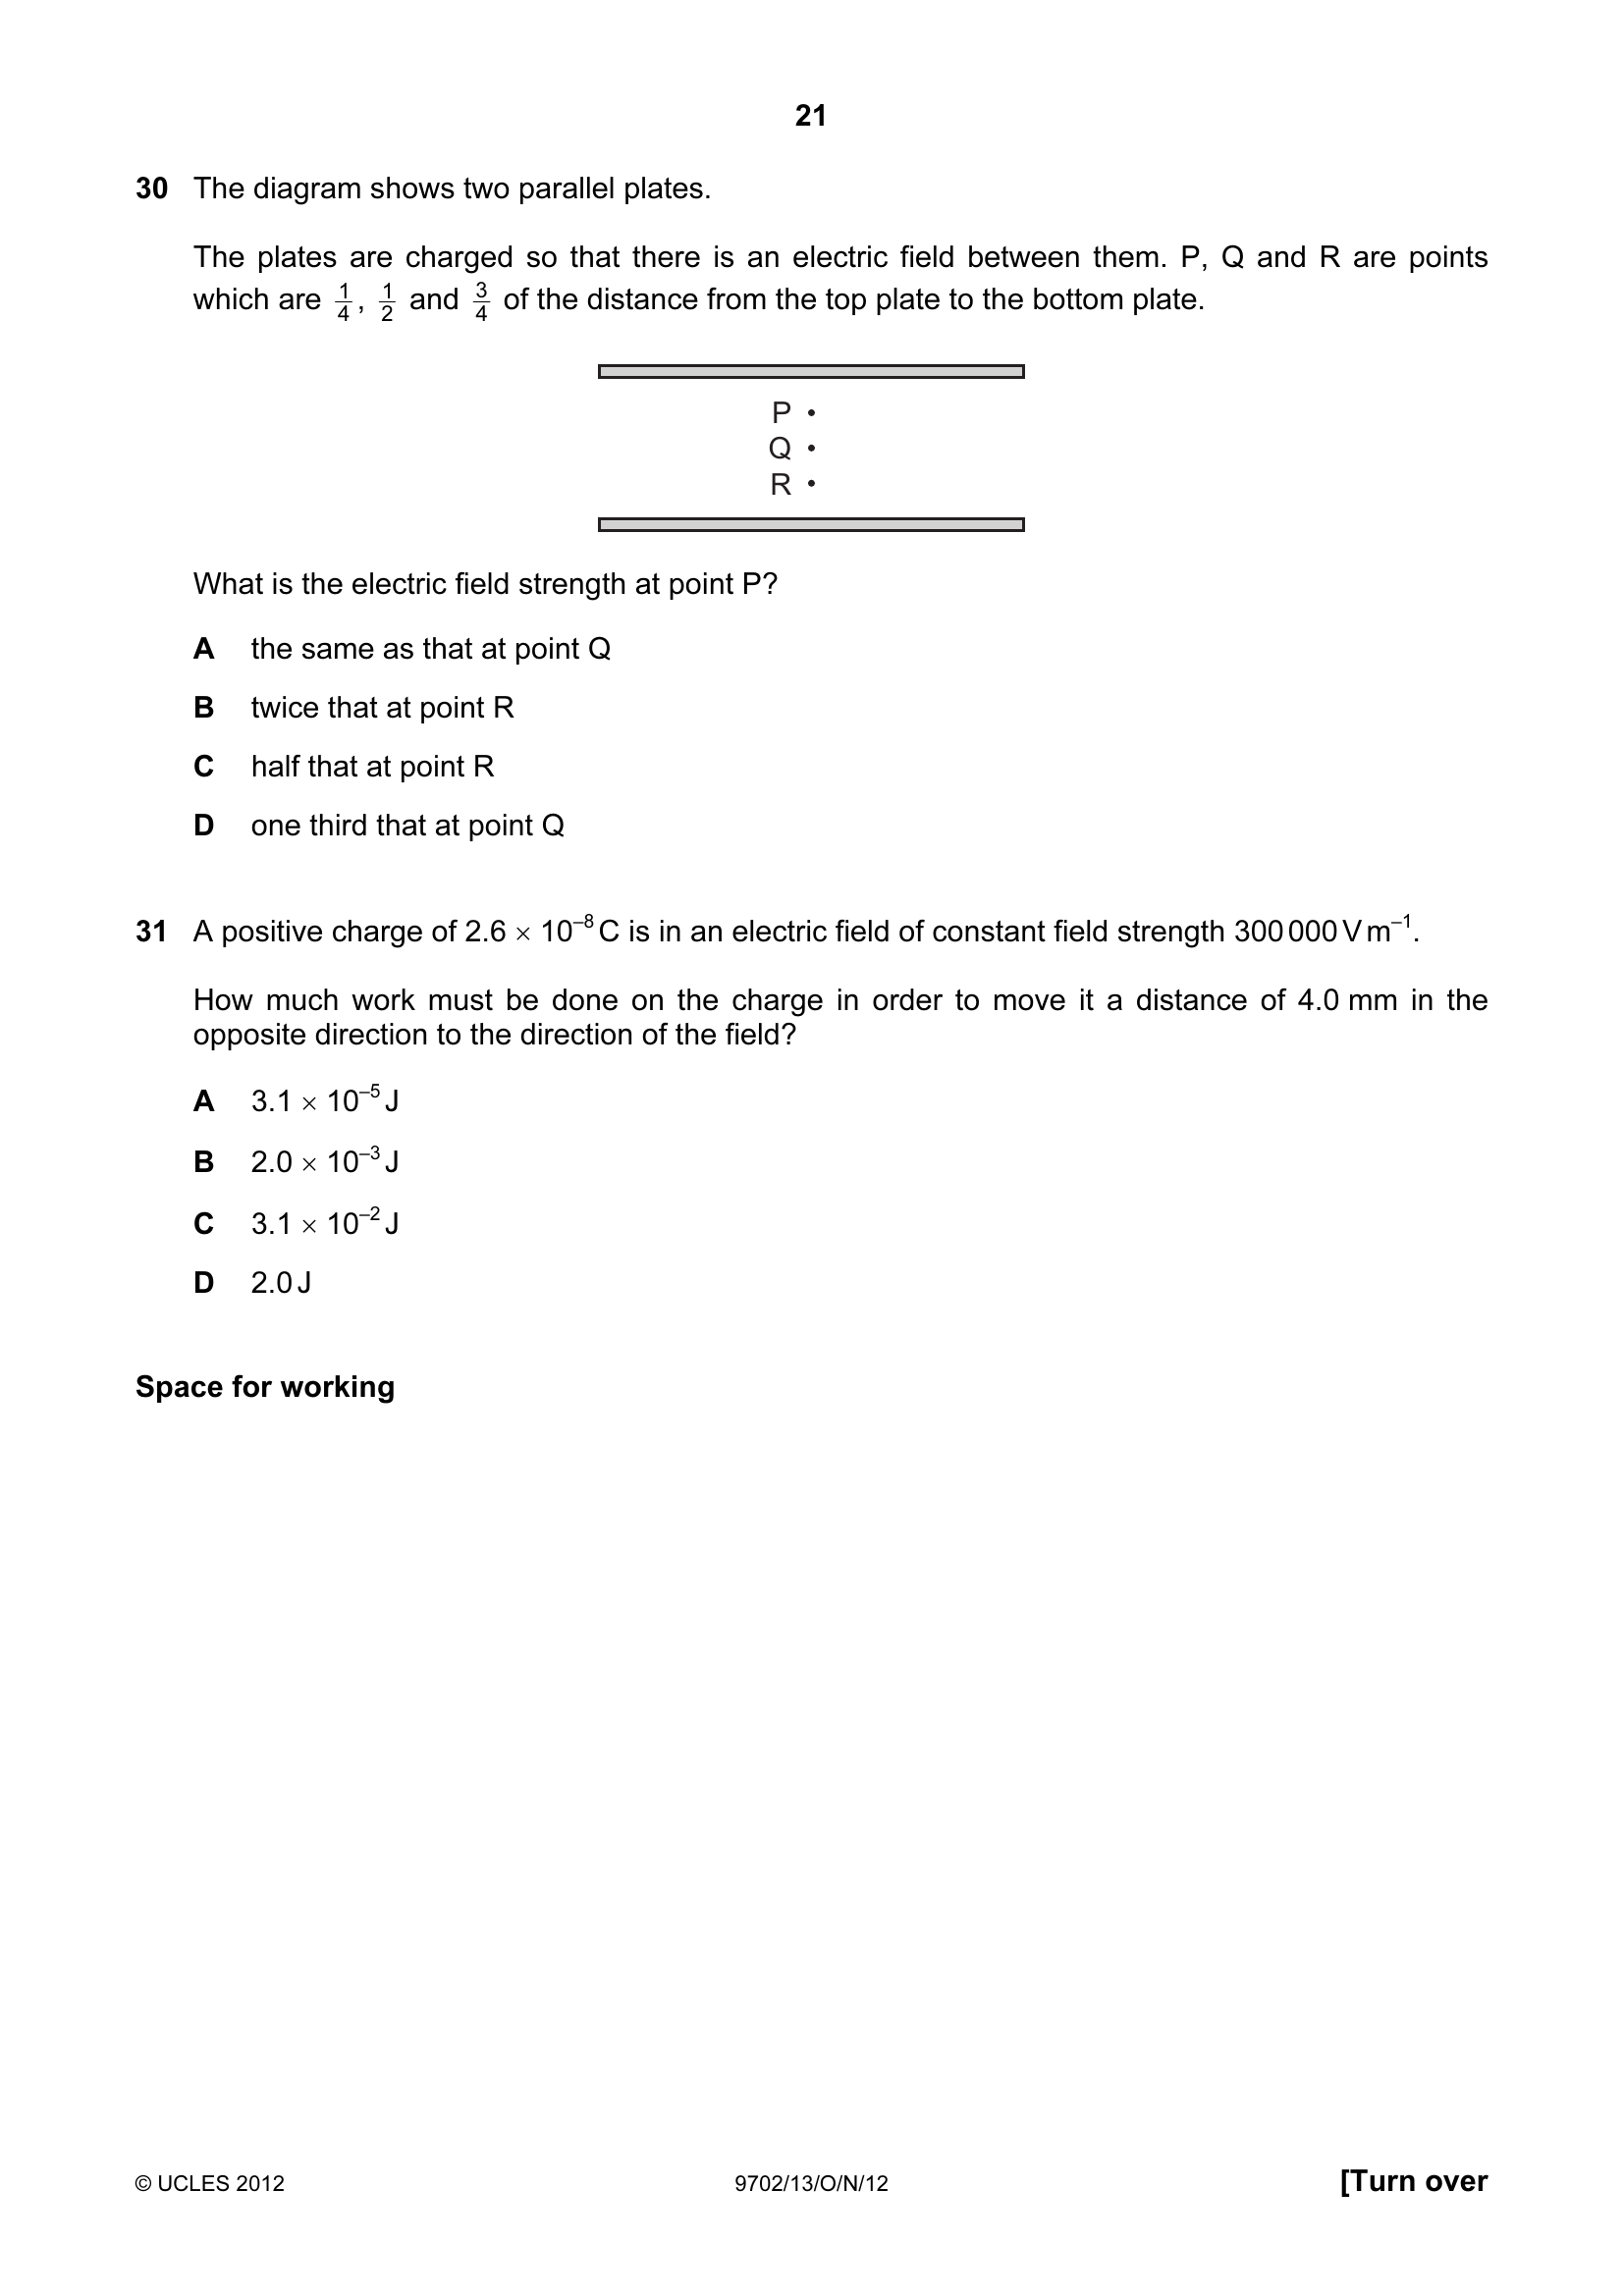 21
30 The diagram shows two parallel plates.
The plates are charged so that there is an electric field between them. P, Q and R are points
which are 1/4, 1/2 and 3/4 of the distance from the top plate to the bottom plate.
P
Q
R
What is the electric field strength at point P?
A the same as that at point Q
B twice that at point R
C half that at point R
D one third that at point Q
31 A positive charge of 2.6 × 10⁻⁸ C is in an electric field of constant field strength 300 000 V m⁻¹.
How much work must be done on the charge in order to move it a distance of 4.0 mm in the
opposite direction to the direction of the field?
A 3.1 × 10⁻⁵ J
B 2.0 × 10⁻³ J
C 3.1 × 10⁻² J
D 2.0 J
Space for working
© UCLES 2012 9702/13/O/N/12 [Turn over